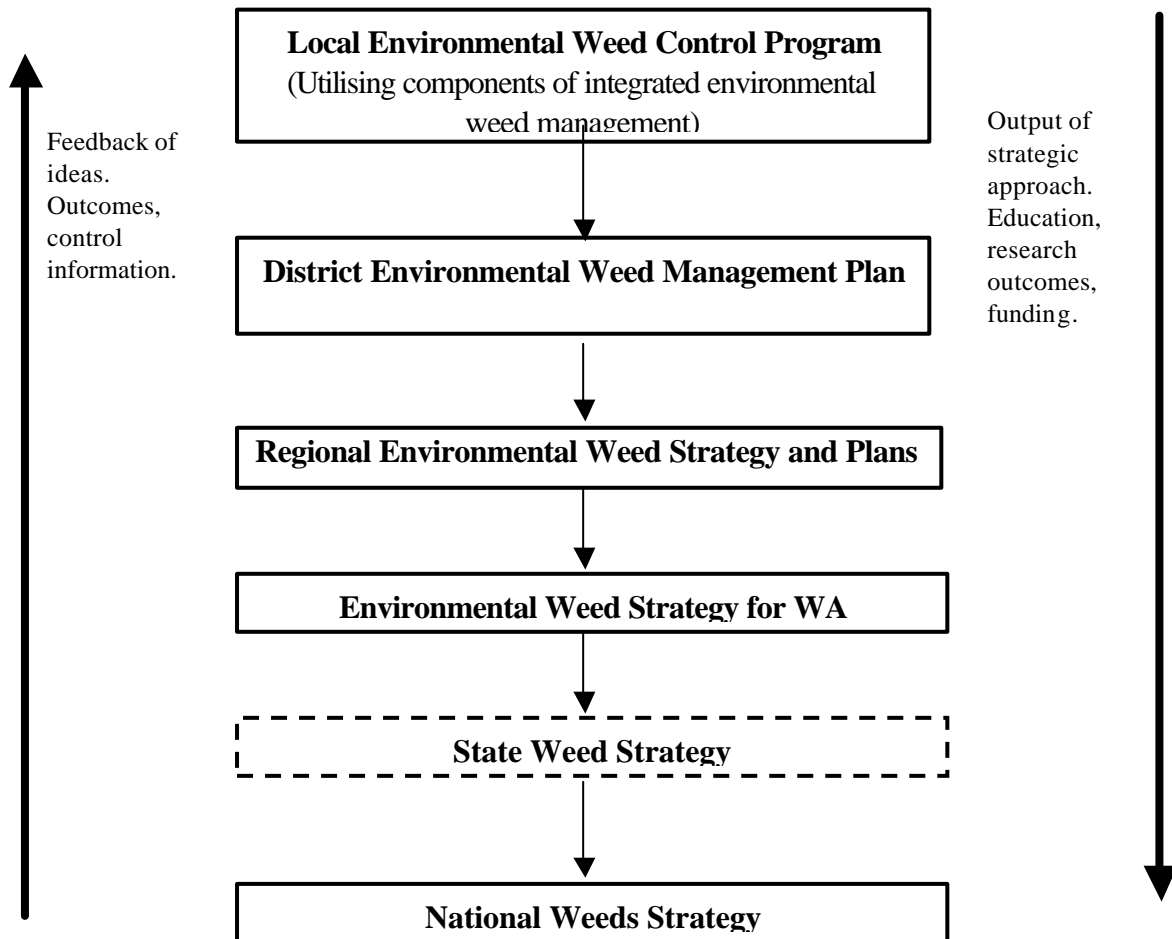 Local Environmental Weed Control Program
(Utilising components of integrated environmental
weed management)
Feedback of
ideas.
Outcomes,
control
information.
Output of
strategic
approach.
Education,
research
outcomes,
funding.
District Environmental Weed Management Plan
Regional Environmental Weed Strategy and Plans
Environmental Weed Strategy for WA
State Weed Strategy
National Weeds Strategy